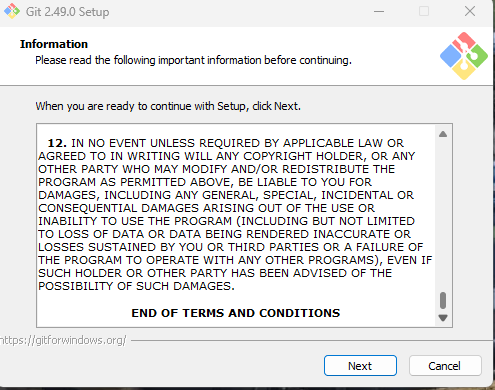 Git 2.49.0 Setup
Information
Please read the following important information before continuing.
When you are ready to continue with Setup, click Next.
12. IN NO EVENT UNLESS REQUIRED BY APPLICABLE LAW OR
AGREED TO IN WRITING WILL ANY COPYRIGHT HOLDER, OR ANY
OTHER PARTY WHO MAY MODIFY AND/OR REDISTRIBUTE THE
PROGRAM AS PERMITTED ABOVE, BE LIABLE TO YOU FOR
DAMAGES, INCLUDING ANY GENERAL, SPECIAL, INCIDENTAL OR
CONSEQUENTIAL DAMAGES ARISING OUT OF THE USE OR
INABILITY TO USE THE PROGRAM (INCLUDING BUT NOT LIMITED
TO LOSS OF DATA OR DATA BEING RENDERED INACCURATE OR
LOSSES SUSTAINED BY YOU OR THIRD PARTIES OR A FAILURE OF
THE PROGRAM TO OPERATE WITH ANY OTHER PROGRAMS), EVEN IF
SUCH HOLDER OR OTHER PARTY HAS BEEN ADVISED OF THE
POSSIBILITY OF SUCH DAMAGES.
END OF TERMS AND CONDITIONS
https://gitforwindows.org/
Next
Cancel